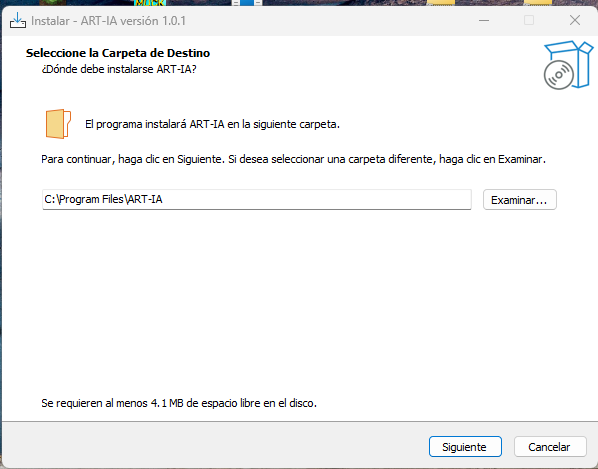 Instalar - ART-IA versión 1.0.1
Seleccione la Carpeta de Destino
¿Dónde debe instalarse ART-IA?
El programa instalará ART-IA en la siguiente carpeta.
Para continuar, haga clic en Siguiente. Si desea seleccionar una carpeta diferente, haga clic en Examinar.
C:\Program Files\ART-IA
Examinar...
Se requieren al menos 4.1 MB de espacio libre en el disco.
Siguiente
Cancelar